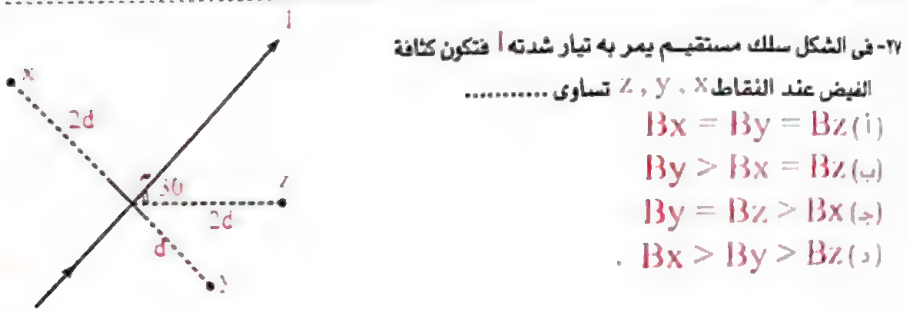 ٢٧- فى الشكل سلك مستقيم يمر به تيار شدته I فتكون كثافة
الفيض عند النقاط z , y , x تساوى ...........
(أ) Bx = By = Bz
(ب) By > Bx = Bz
(ج) By = Bz > Bx
(د) Bx > By > Bz .
I
x
2d
30
z
2d
d
y